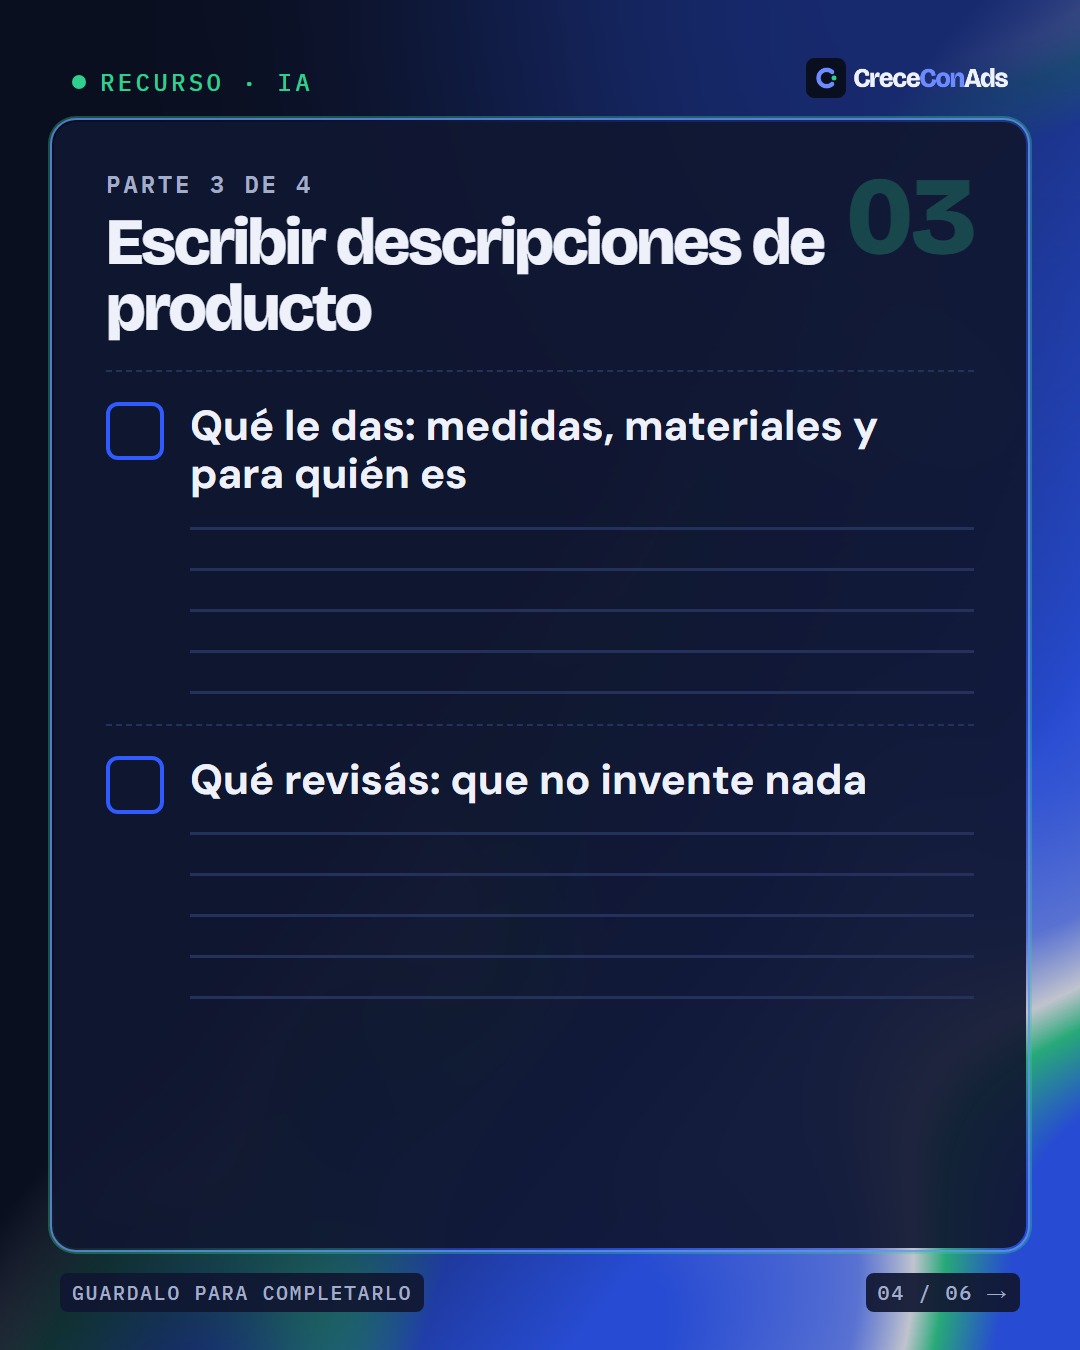 RECURSO · IA
CreceConAds
PARTE 3 DE 4
03
Escribir descripciones de
producto
Qué le das: medidas, materiales y
para quién es
Qué revisás: que no invente nada
GUARDALO PARA COMPLETARLO
04 / 06 →